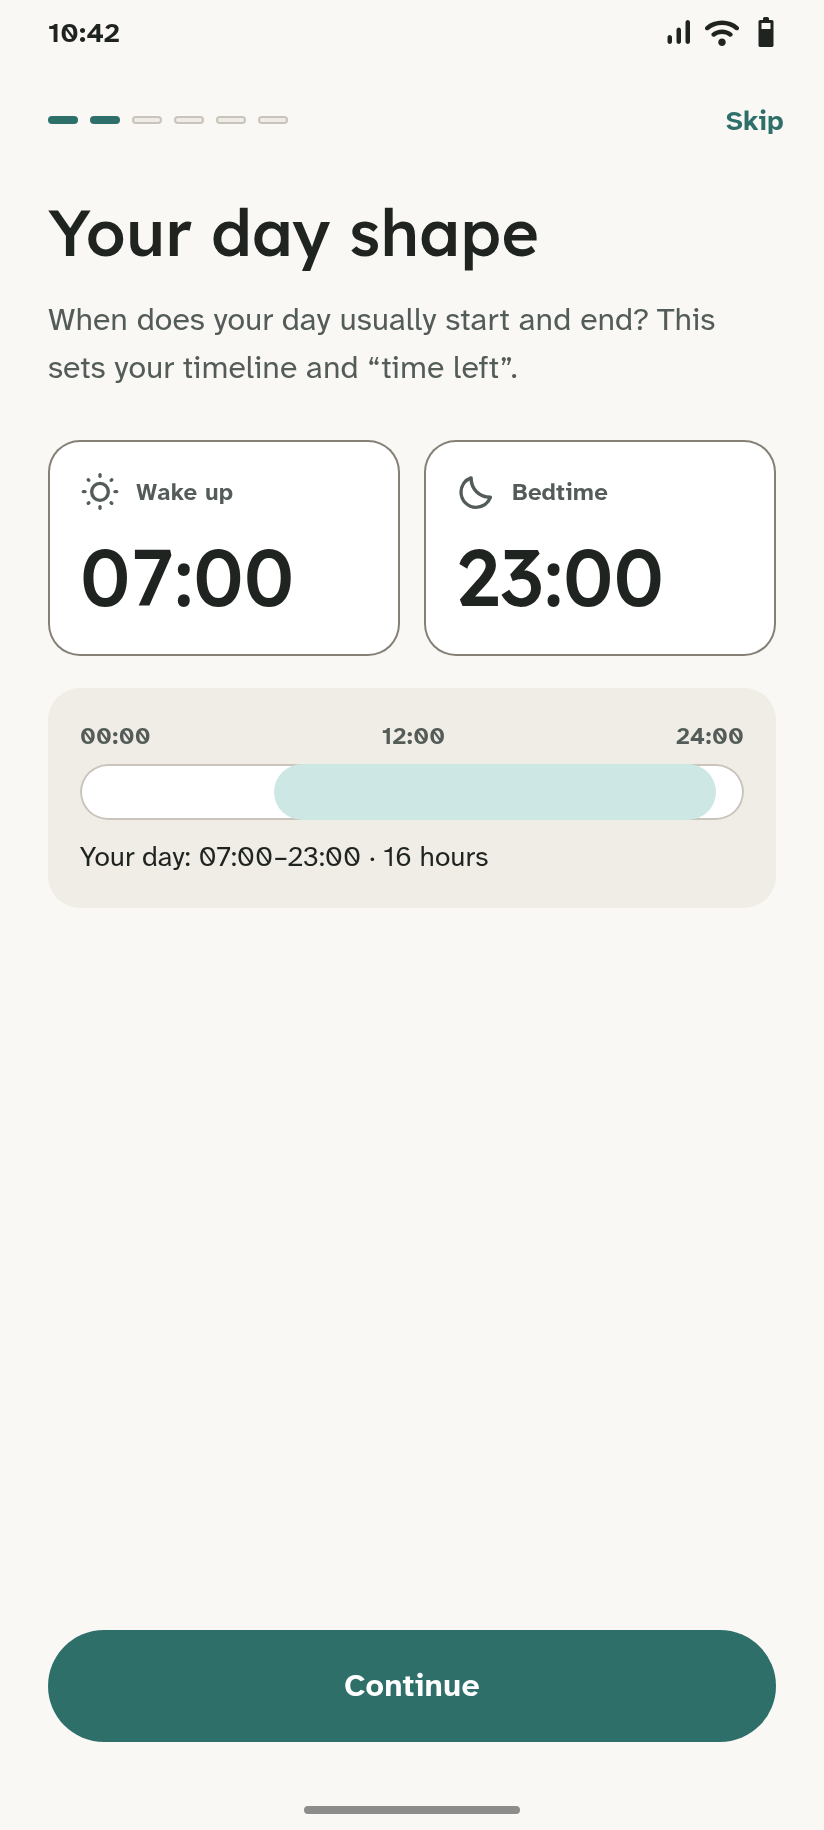 10:42
Skip
Your day shape
When does your day usually start and end? This
sets your timeline and “time left”.
Wake up
07:00
Bedtime
23:00
00:00 12:00 24:00
Your day: 07:00–23:00 · 16 hours
Continue